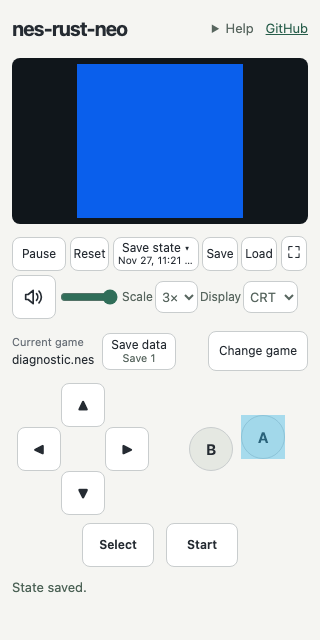 nes-rust-neo
▶ Help GitHub
Pause Reset Save state ▾ Save Load
Nov 27, 11:21 ...
Scale 3× Display CRT
Current game
diagnostic.nes
Save data
Save 1
Change game
B A
Select Start
State saved.